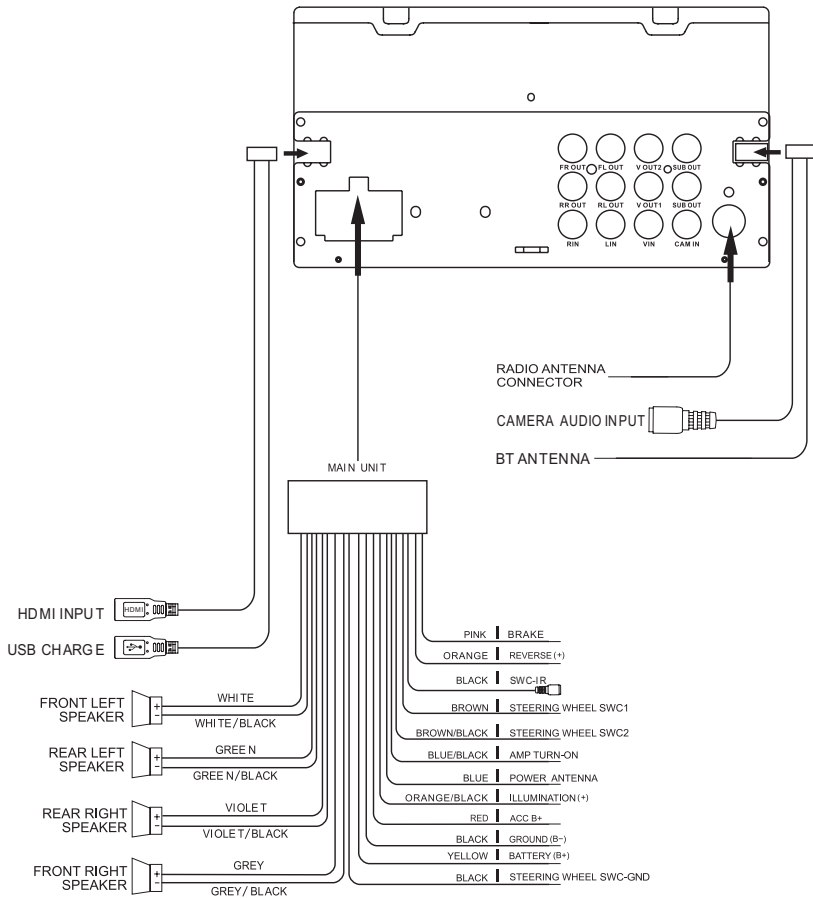 FR OUT FL OUT V OUT2 SUB OUT
RR OUT RL OUT V OUT1 SUB OUT
RIN LIN VIN CAM IN
RADIO ANTENNA
CONNECTOR
CAMERA AUDIO INPUT
BT ANTENNA
MAIN UNIT
HDMI INPUT
HDMI
USB CHARGE
FRONT LEFT
SPEAKER
+
-
WHITE
WHITE/BLACK
REAR LEFT
SPEAKER
+
-
GREEN
GREEN/BLACK
REAR RIGHT
SPEAKER
+
-
VIOLET
VIOLET/BLACK
FRONT RIGHT
SPEAKER
+
-
GREY
GREY/BLACK
PINK BRAKE
ORANGE REVERSE (+)
BLACK SWC-IR
BROWN STEERING WHEEL SWC1
BROWN/BLACK STEERING WHEEL SWC2
BLUE/BLACK AMP TURN-ON
BLUE POWER ANTENNA
ORANGE/BLACK ILLUMINATION (+)
RED ACC B+
BLACK GROUND (B-)
YELLOW BATTERY (B+)
BLACK STEERING WHEEL SWC-GND